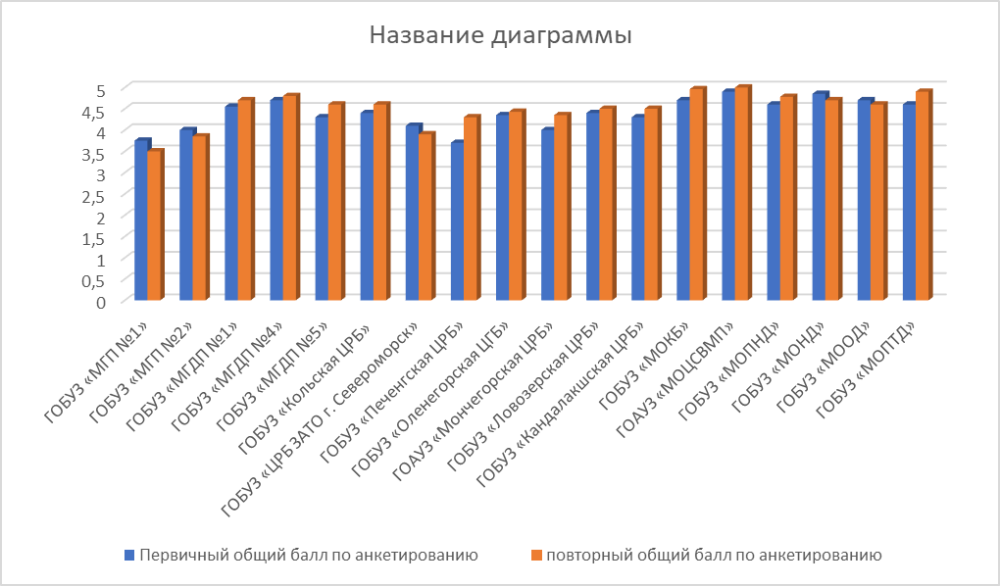 Название диаграммы
5
4,5
4
3,5
3
2,5
2
1,5
1
0,5
0
ГОБУЗ «МГП №1»
ГОБУЗ «МГП №2»
ГОБУЗ «МГДП №1»
ГОБУЗ «МГДП №4»
ГОБУЗ «МГДП №5»
ГОБУЗ «Кольская ЦРБ»
ГОБУЗ «ЦРБ ЗАТО г. Североморск»
ГОБУЗ «Печенгская ЦРБ»
ГОБУЗ «Оленегорская ЦГБ»
ГОАУЗ «Мончегорская ЦРБ»
ГОБУЗ «Ловозерская ЦРБ»
ГОБУЗ «Кандалакшская ЦРБ»
ГОБУЗ «МОКБ»
ГОАУЗ «МОЦСВМП»
ГОБУЗ «МОПНД»
ГОБУЗ «МОНД»
ГОБУЗ «МООД»
ГОБУЗ «МОПТД»
Первичный общий балл по анкетированию
повторный общий балл по анкетированию